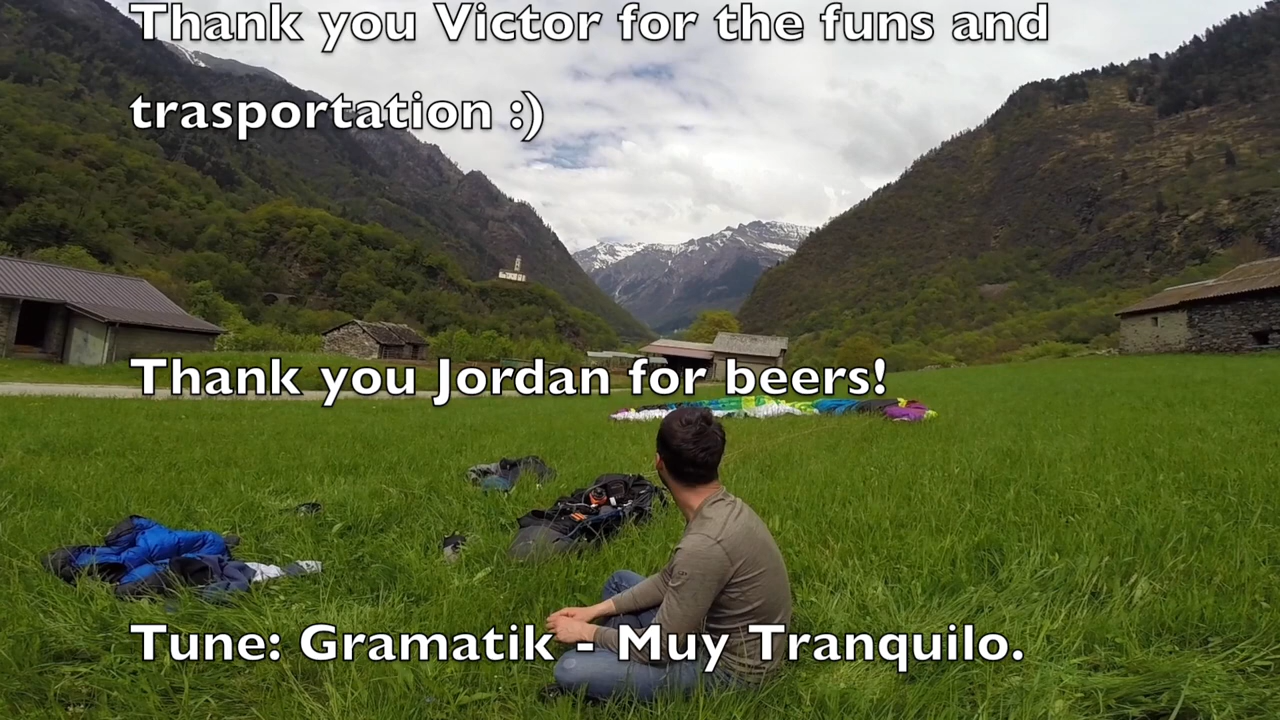 Thank you Victor for the funs and
trasportation :)
Thank you Jordan for beers!
Tune: Gramatik - Muy Tranquilo.